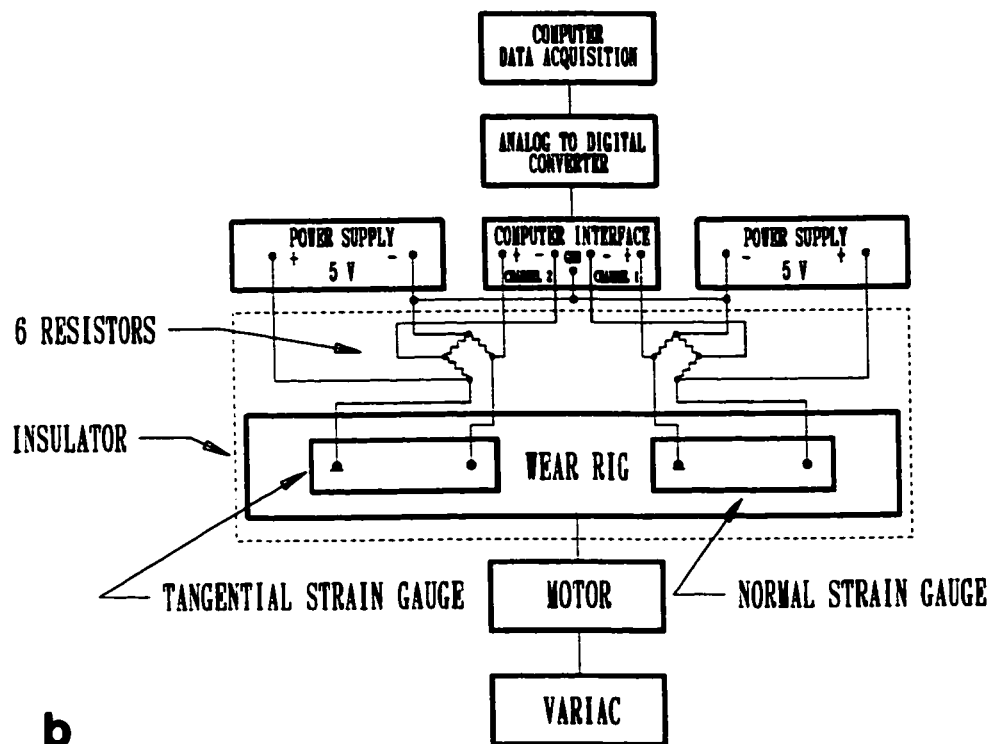 COMPUTER
DATA ACQUISITION
ANALOG TO DIGITAL
CONVERTER
POWER SUPPLY
+ -
5 V
COMPUTER INTERFACE
+ - GND - +
CHANNEL 2 CHANNEL 1
POWER SUPPLY
- +
5 V
6 RESISTORS
INSULATOR
WEAR RIG
TANGENTIAL STRAIN GAUGE
MOTOR
NORMAL STRAIN GAUGE
VARIAC
b